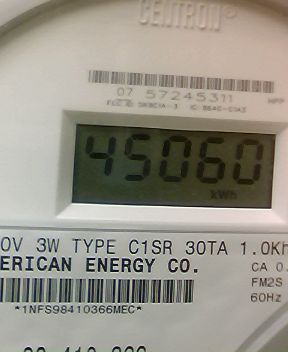 CENTRON®
07 57245311 MPP
45060
kWh
0V 3W TYPE C1SR 30TA 1.0Kh
ERICAN ENERGY CO.
CA 0.
FM2S
60Hz
*1NFS98410366MEC*